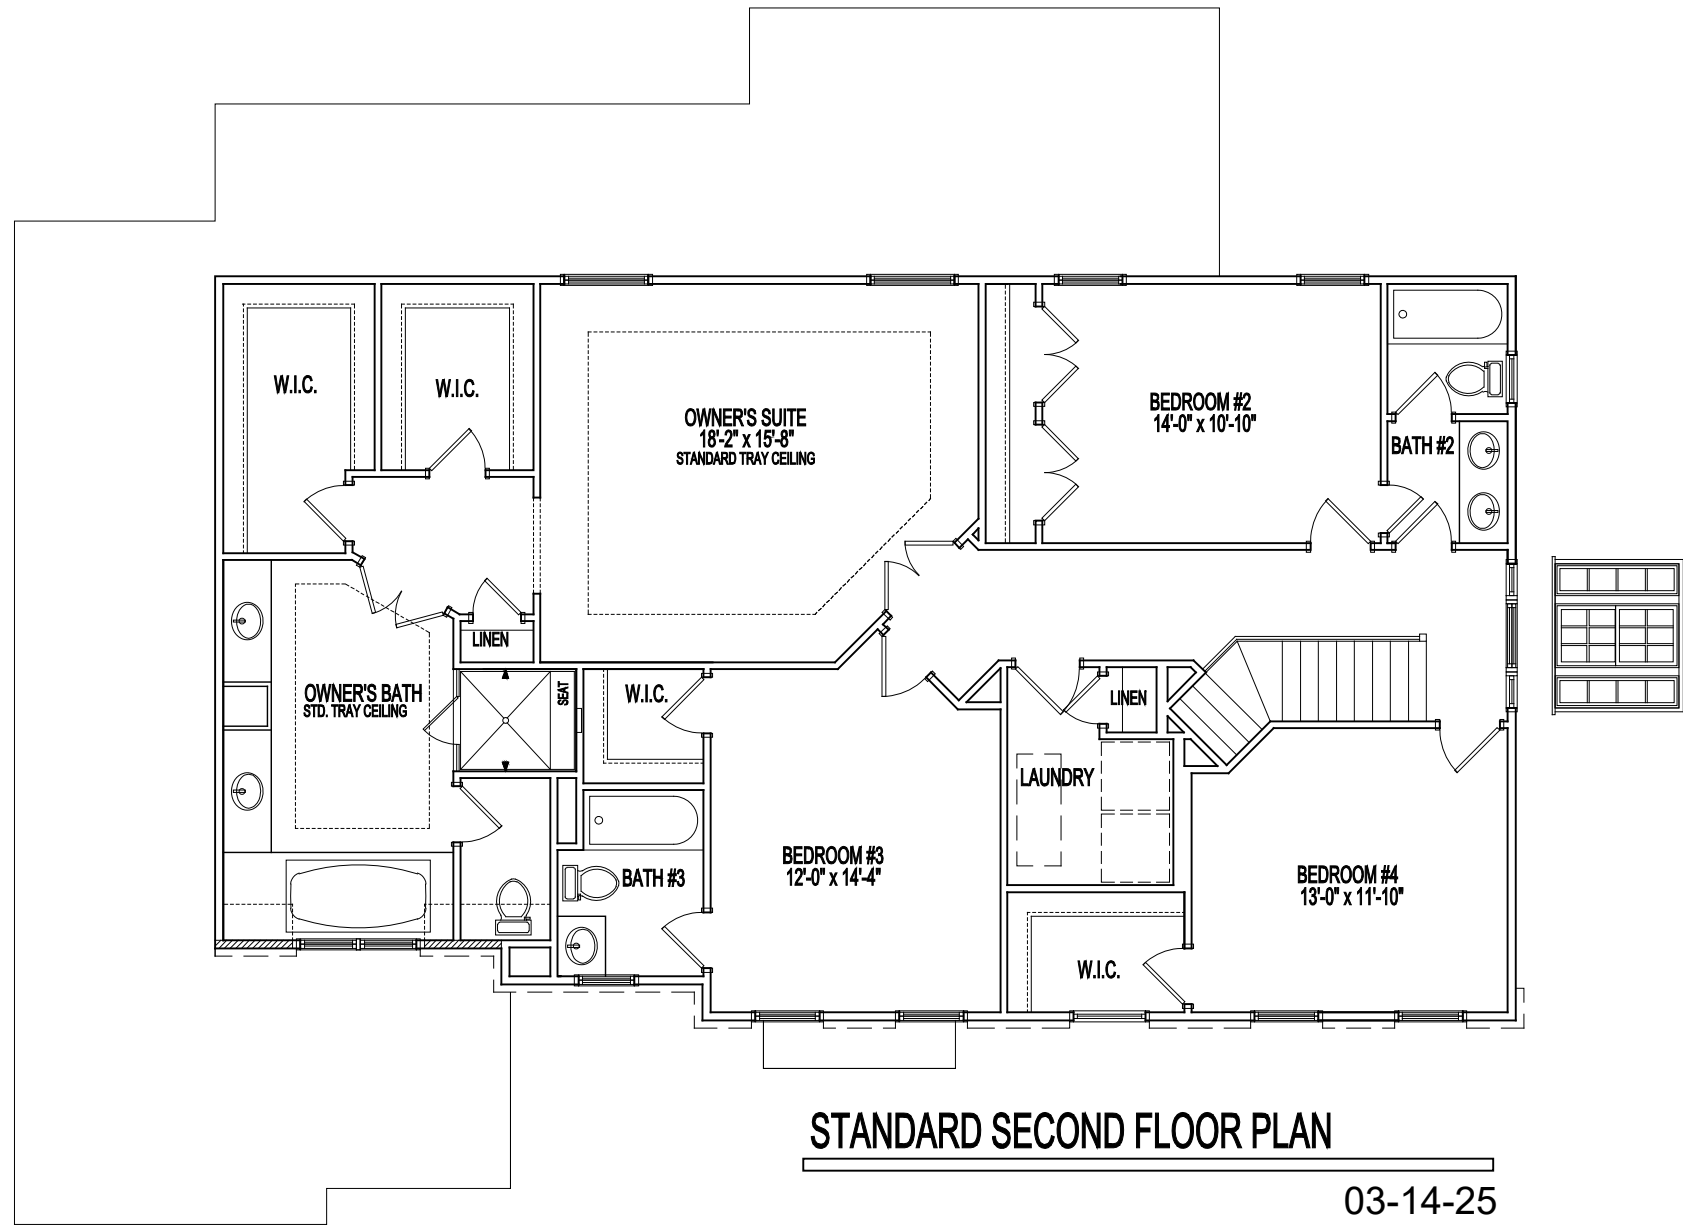 W.I.C.
W.I.C.
OWNER'S SUITE
18'-2" x 15'-8"
STANDARD TRAY CEILING
BEDROOM #2
14'-0" x 10'-10"
BATH #2
LINEN
OWNER'S BATH
STD. TRAY CEILING
SEAT
W.I.C.
LINEN
LAUNDRY
BEDROOM #3
12'-0" x 14'-4"
BATH #3
BEDROOM #4
13'-0" x 11'-10"
W.I.C.
STANDARD SECOND FLOOR PLAN
03-14-25